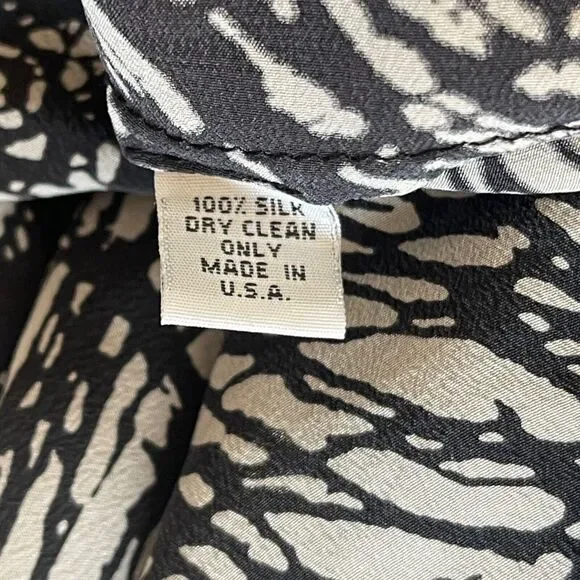 100% SILK
DRY CLEAN
ONLY
MADE IN
U.S.A.